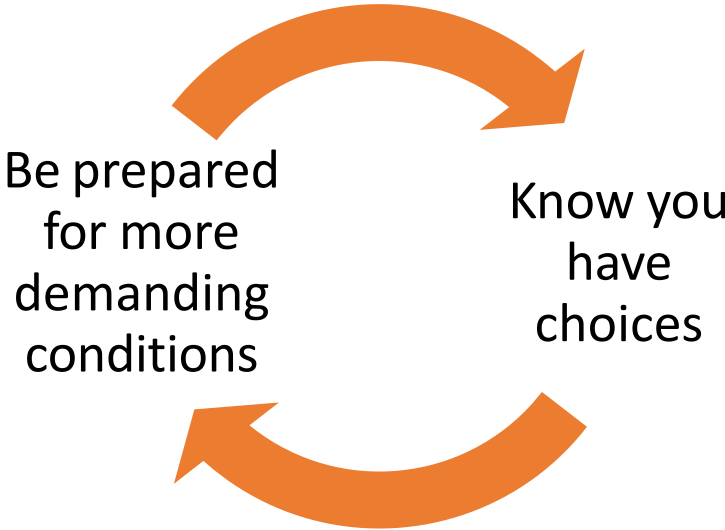 Be prepared
for more
demanding
conditions
Know you
have
choices